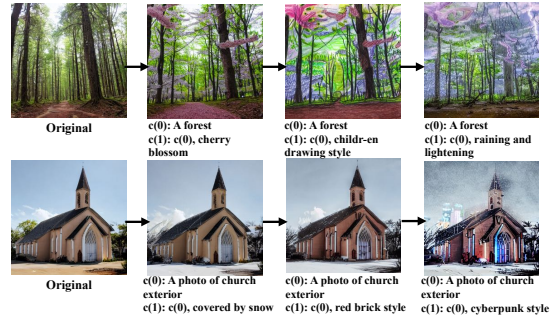 Original
c(0): A forest
c(1): c(0), cherry
blossom
c(0): A forest
c(1): c(0), childr-en
drawing style
c(0): A forest
c(1): c(0), raining and
lightening
Original
c(0): A photo of church
exterior
c(1): c(0), covered by snow
c(0): A photo of church
exterior
c(1): c(0), red brick style
c(0): A photo of church
exterior
c(1): c(0), cyberpunk style